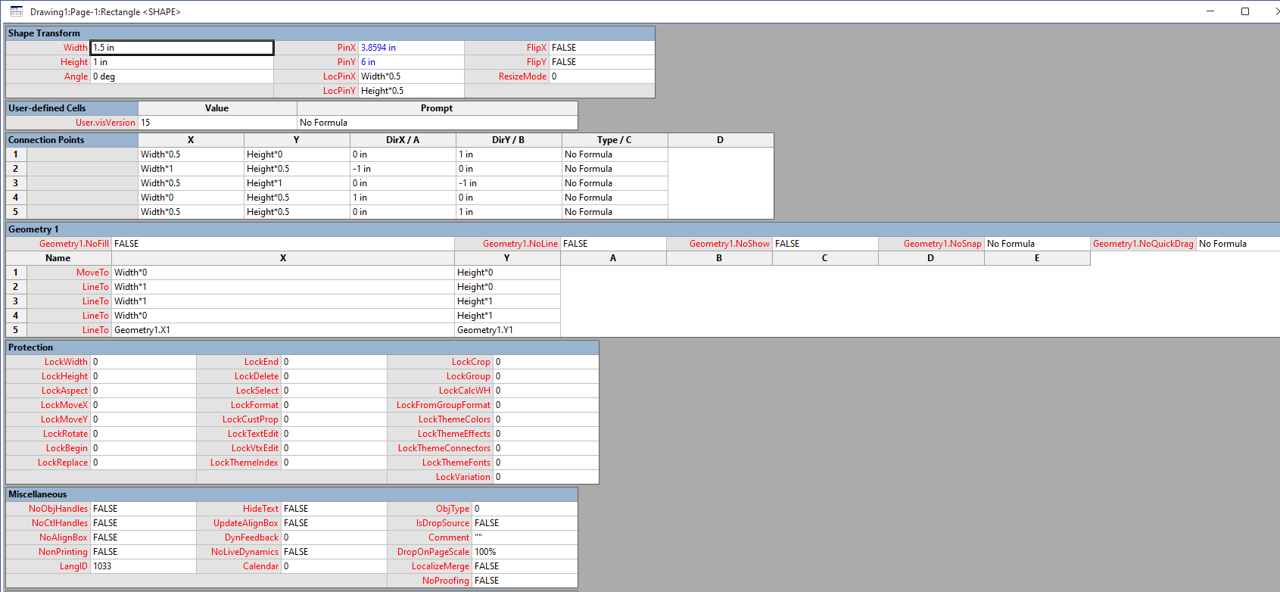 Drawing1:Page-1:Rectangle <SHAPE>
Shape Transform
Width 1.5 in PinX 3.8594 in FlipX FALSE
Height 1 in PinY 6 in FlipY FALSE
Angle 0 deg LocPinX Width*0.5 ResizeMode 0
LocPinY Height*0.5
User-defined Cells Value Prompt
User.visVersion 15 No Formula
Connection Points X Y DirX / A DirY / B Type / C D
1 Width*0.5 Height*0 0 in 1 in No Formula
2 Width*1 Height*0.5 -1 in 0 in No Formula
3 Width*0.5 Height*1 0 in -1 in No Formula
4 Width*0 Height*0.5 1 in 0 in No Formula
5 Width*0.5 Height*0.5 0 in 1 in No Formula
Geometry 1
Geometry1.NoFill FALSE Geometry1.NoLine FALSE Geometry1.NoShow FALSE Geometry1.NoSnap No Formula Geometry1.NoQuickDrag No Formula
Name X Y A B C D E
1 MoveTo Width*0 Height*0
2 LineTo Width*1 Height*0
3 LineTo Width*1 Height*1
4 LineTo Width*0 Height*1
5 LineTo Geometry1.X1 Geometry1.Y1
Protection
LockWidth 0 LockEnd 0 LockCrop 0
LockHeight 0 LockDelete 0 LockGroup 0
LockAspect 0 LockSelect 0 LockCalcWH 0
LockMoveX 0 LockFormat 0 LockFromGroupFormat 0
LockMoveY 0 LockCustProp 0 LockThemeColors 0
LockRotate 0 LockTextEdit 0 LockThemeEffects 0
LockBegin 0 LockVtxEdit 0 LockThemeConnectors 0
LockReplace 0 LockThemeIndex 0 LockThemeFonts 0
LockVariation 0
Miscellaneous
NoObjHandles FALSE HideText FALSE ObjType 0
NoCtlHandles FALSE UpdateAlignBox FALSE IsDropSource FALSE
NoAlignBox FALSE DynFeedback 0 Comment ""
NonPrinting FALSE NoLiveDynamics FALSE DropOnPageScale 100%
LangID 1033 Calendar 0 LocalizeMerge FALSE
NoProofing FALSE